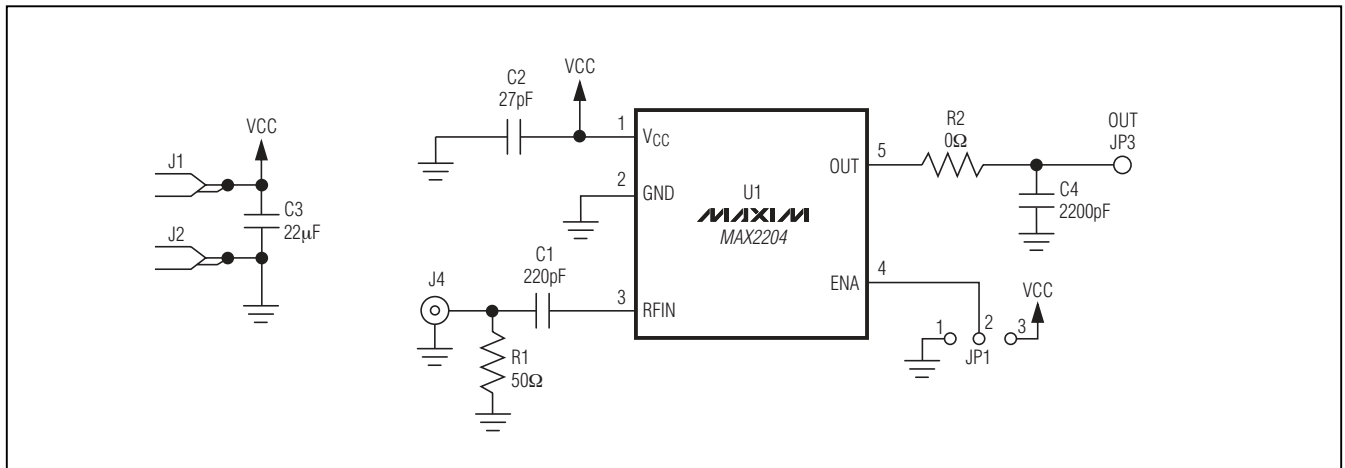 VCC
J1
C3
22µF
J2
C2
27pF
VCC
1
VCC
2
GND
C1
220pF
J4
3
RFIN
R1
50Ω
U1
MAXIM
MAX2204
OUT
5
R2
0Ω
OUT
JP3
C4
2200pF
ENA
4
VCC
1
2
3
JP1